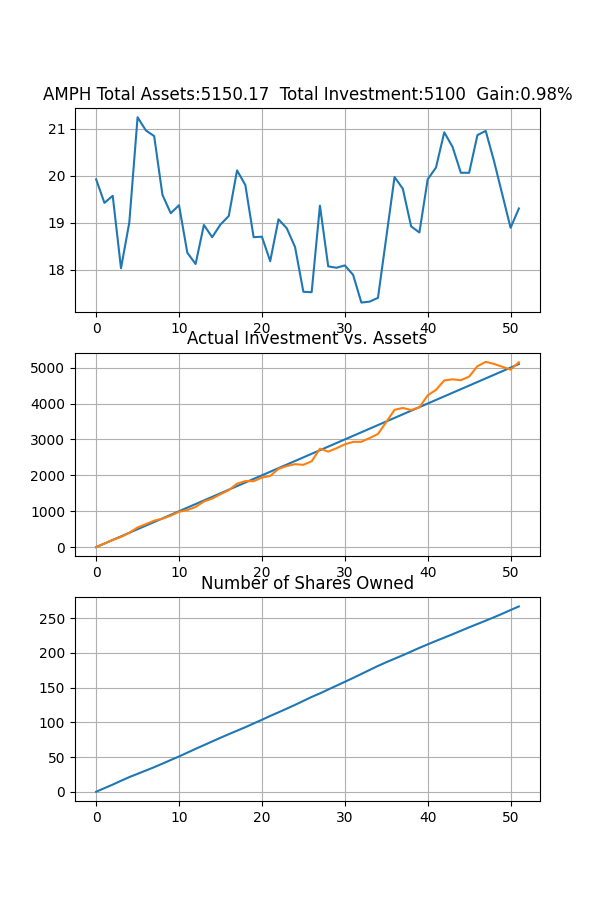 AMPH Total Assets:5150.17  Total Investment:5100  Gain:0.98%
21
20
19
18
0 10 20 30 40 50
Actual Investment vs. Assets
5000
4000
3000
2000
1000
0
0 10 20 30 40 50
Number of Shares Owned
250
200
150
100
50
0
0 10 20 30 40 50